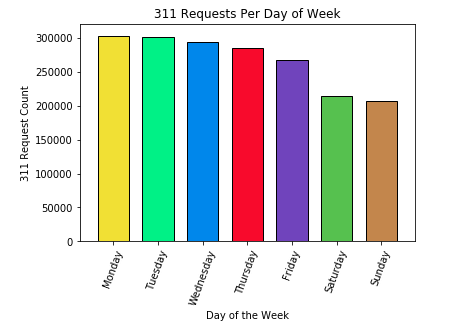 311 Requests Per Day of Week
311 Request Count
300000
250000
200000
150000
100000
50000
0
Monday
Tuesday
Wednesday
Thursday
Friday
Saturday
Sunday
Day of the Week